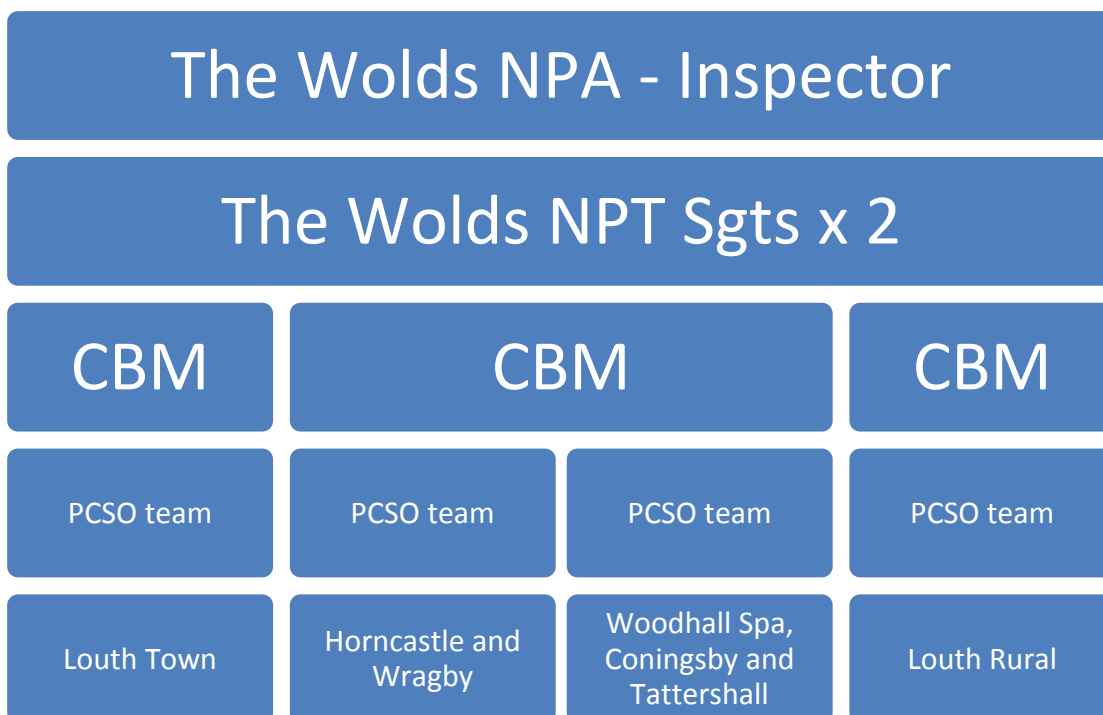 The Wolds NPA - Inspector
The Wolds NPT Sgts x 2
CBM
CBM
CBM
PCSO team
PCSO team
PCSO team
PCSO team
Louth Town
Horncastle and
Wragby
Woodhall Spa,
Coningsby and
Tattershall
Louth Rural